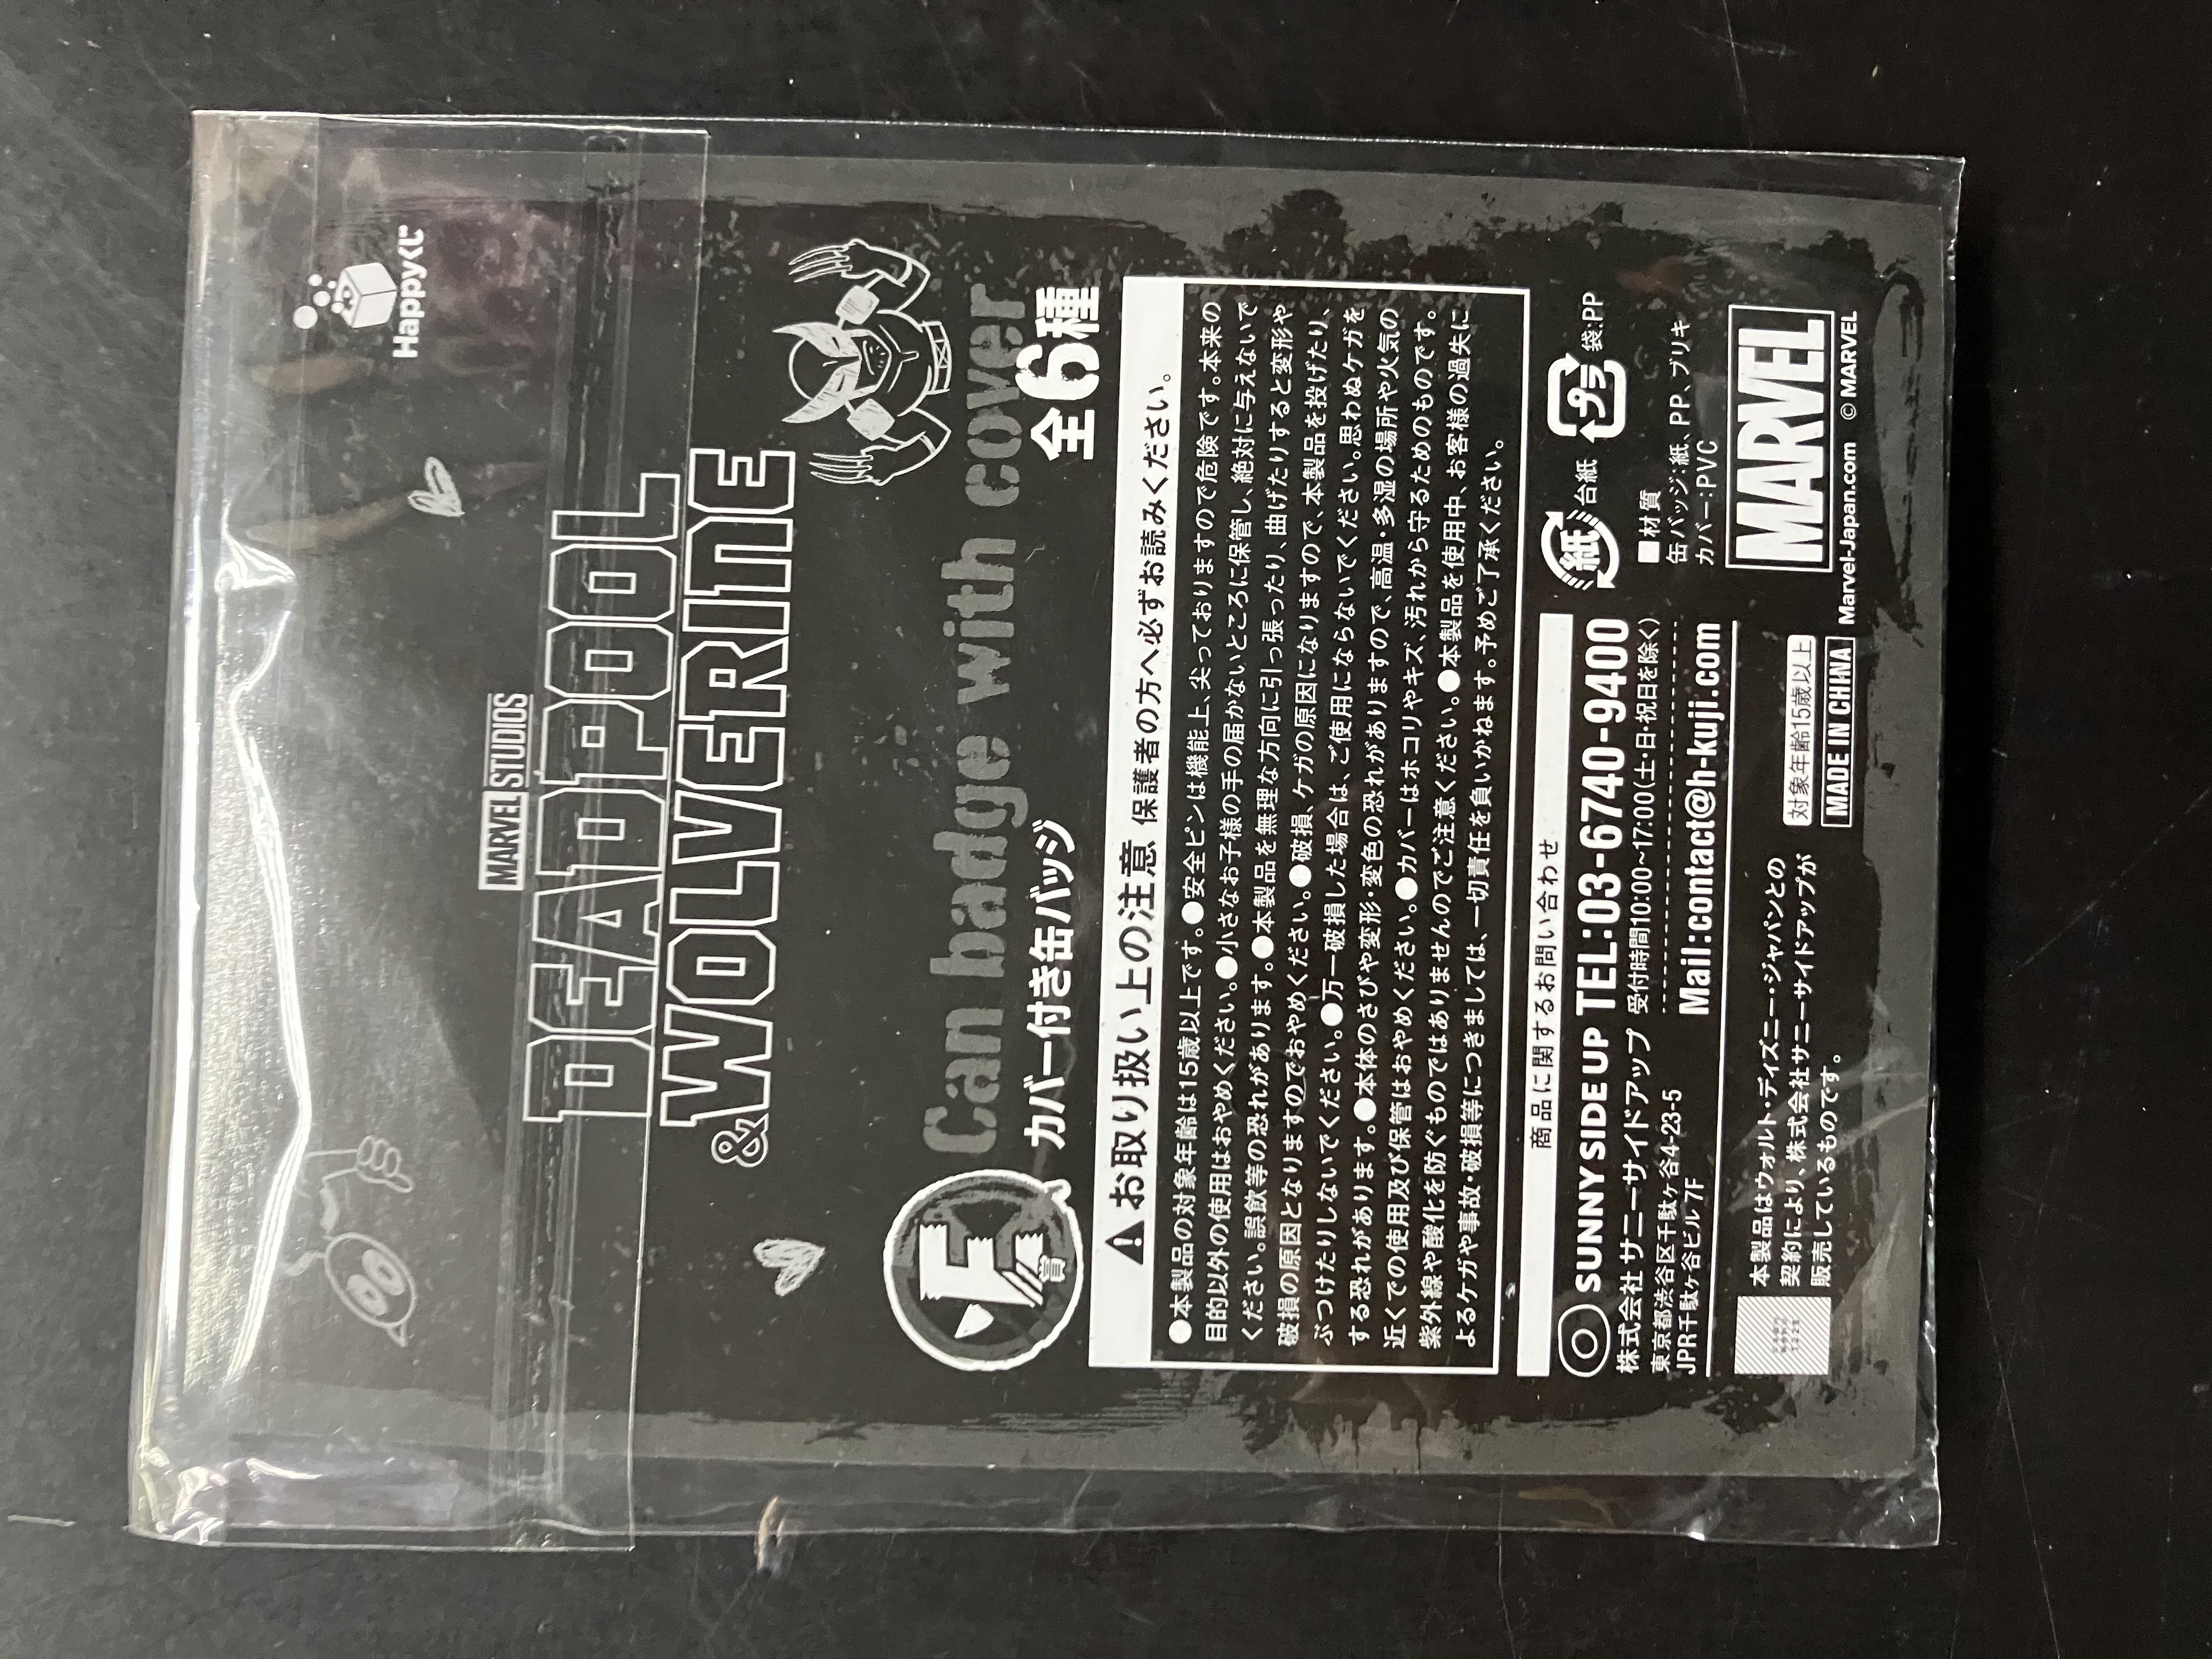 Happyくじ
MARVEL STUDIOS
DEADPOOL
&WOLVERINE
E賞
Can badge with cover
カバー付き缶バッジ
全6種
⚠お取り扱い上の注意 保護者の方へ必ずお読みください。
●本製品の対象年齢は15歳以上です。●安全ピンは機能上、尖っておりますので危険です。本来の
目的以外の使用はおやめください。●小さなお子様の手の届かないところに保管し、絶対に与えないで
ください。誤飲等の恐れがあります。●本製品を無理な方向に引っ張ったり、曲げたりすると変形や
破損の原因となりますのでおやめください。●破損、ケガの原因になりますので、本製品を投げたり、
ぶつけたりしないでください。●万一破損した場合は、ご使用にならないでください。思わぬケガを
する恐れがあります。●本体のさびや変形・変色の恐れがありますので、高温・多湿の場所や火気の
近くでの使用及び保管はおやめください。●カバーはホコリやキズ、汚れから守るためのものです。
紫外線や酸化を防ぐものではありませんのでご注意ください。●本製品を使用中、お客様の過失に
よるケガや事故・破損等につきましては、一切責任を負いかねます。予めご了承ください。
商品に関するお問い合わせ
SUNNY SIDE UP TEL:03-6740-9400
株式会社サニーサイドアップ 受付時間10:00~17:00(土・日・祝日を除く)
東京都渋谷区千駄ヶ谷4-23-5
JPR千駄ヶ谷ビル7F
Mail:contact@h-kuji.com
紙 台紙
プラ 袋:PP
■材質
缶バッジ:紙、PP、ブリキ
カバー:PVC
本製品はウォルト・ディズニー・ジャパンとの
契約により、株式会社サニーサイドアップが
販売しているものです。
対象年齢15歳以上
MADE IN CHINA
MARVEL
Marvel-Japan.com © MARVEL